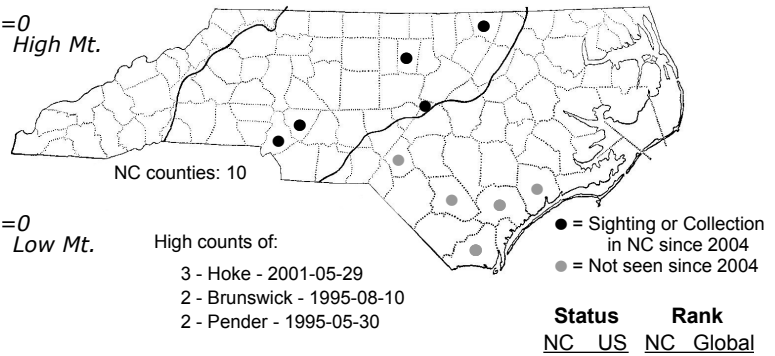 =0
High Mt.
NC counties: 10
=0
Low Mt.
High counts of:
3 - Hoke - 2001-05-29
2 - Brunswick - 1995-08-10
2 - Pender - 1995-05-30
● = Sighting or Collection
in NC since 2004
● = Not seen since 2004
Status Rank
NC US NC Global